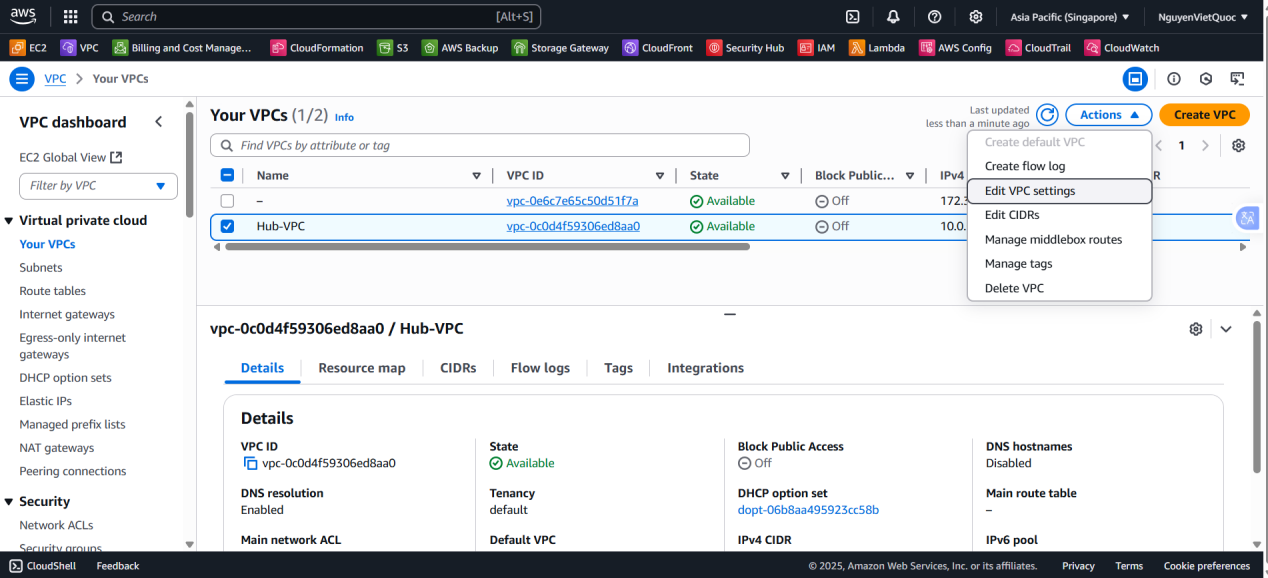 aws
Search [Alt+S]
Asia Pacific (Singapore) NguyenVietQuoc
EC2 VPC Billing and Cost Manage... CloudFormation S3 AWS Backup Storage Gateway CloudFront Security Hub IAM Lambda AWS Config CloudTrail CloudWatch
VPC > Your VPCs
VPC dashboard
EC2 Global View
Filter by VPC
Virtual private cloud
Your VPCs
Subnets
Route tables
Internet gateways
Egress-only internet
gateways
DHCP option sets
Elastic IPs
Managed prefix lists
NAT gateways
Peering connections
Security
Network ACLs
Security groups
Your VPCs (1/2) Info
Last updated
less than a minute ago
Actions
Create VPC
Find VPCs by attribute or tag
1
Name VPC ID State Block Public... IPv4 R
– vpc-0e6c7e65c50d51f7a Available Off 172.3
Hub-VPC vpc-0c0d4f59306ed8aa0 Available Off 10.0.
Create default VPC
Create flow log
Edit VPC settings
Edit CIDRs
Manage middlebox routes
Manage tags
Delete VPC
vpc-0c0d4f59306ed8aa0 / Hub-VPC
Details Resource map CIDRs Flow logs Tags Integrations
Details
VPC ID State Block Public Access DNS hostnames
vpc-0c0d4f59306ed8aa0 Available Off Disabled
DNS resolution Tenancy DHCP option set Main route table
Enabled default dopt-06b8aa495923cc58b –
Main network ACL Default VPC IPv4 CIDR IPv6 pool
CloudShell Feedback © 2025, Amazon Web Services, Inc. or its affiliates. Privacy Terms Cookie preferences